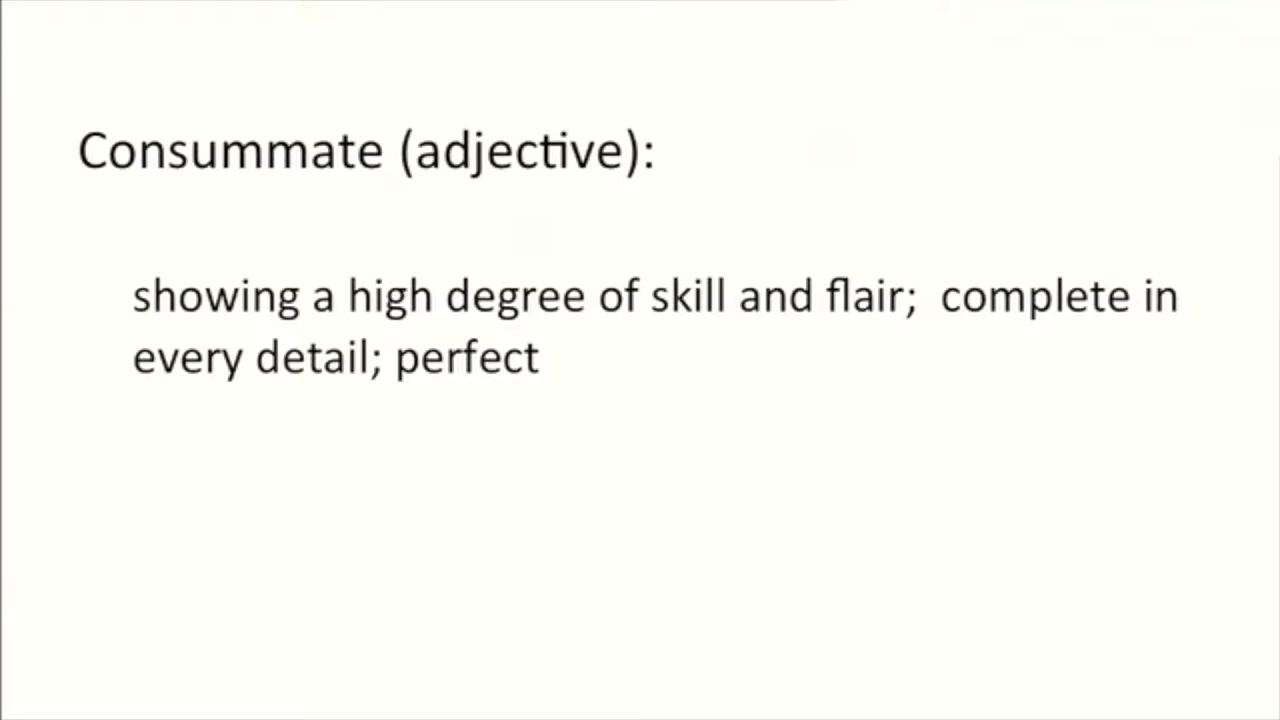 Consummate (adjective):
showing a high degree of skill and flair;  complete in
every detail; perfect